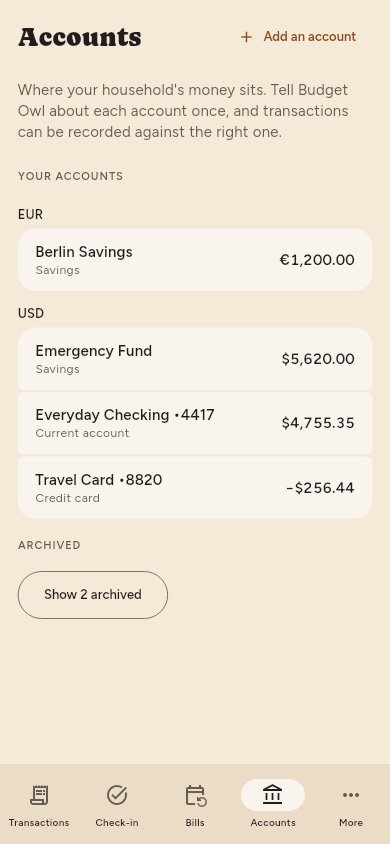 Accounts
Add an account
Where your household's money sits. Tell Budget
Owl about each account once, and transactions
can be recorded against the right one.
YOUR ACCOUNTS
EUR
Berlin Savings
Savings
€1,200.00
USD
Emergency Fund
Savings
$5,620.00
Everyday Checking •4417
Current account
$4,755.35
Travel Card •8820
Credit card
−$256.44
ARCHIVED
Show 2 archived
Transactions
Check-in
Bills
Accounts
More